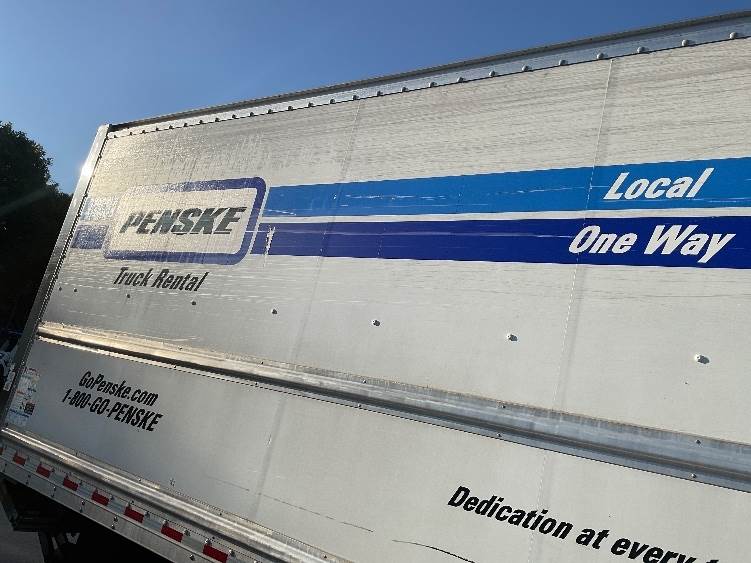 Local
One Way
PENSKE
Truck Rental
GoPenske.com
1-800-GO-PENSKE
Dedication at every